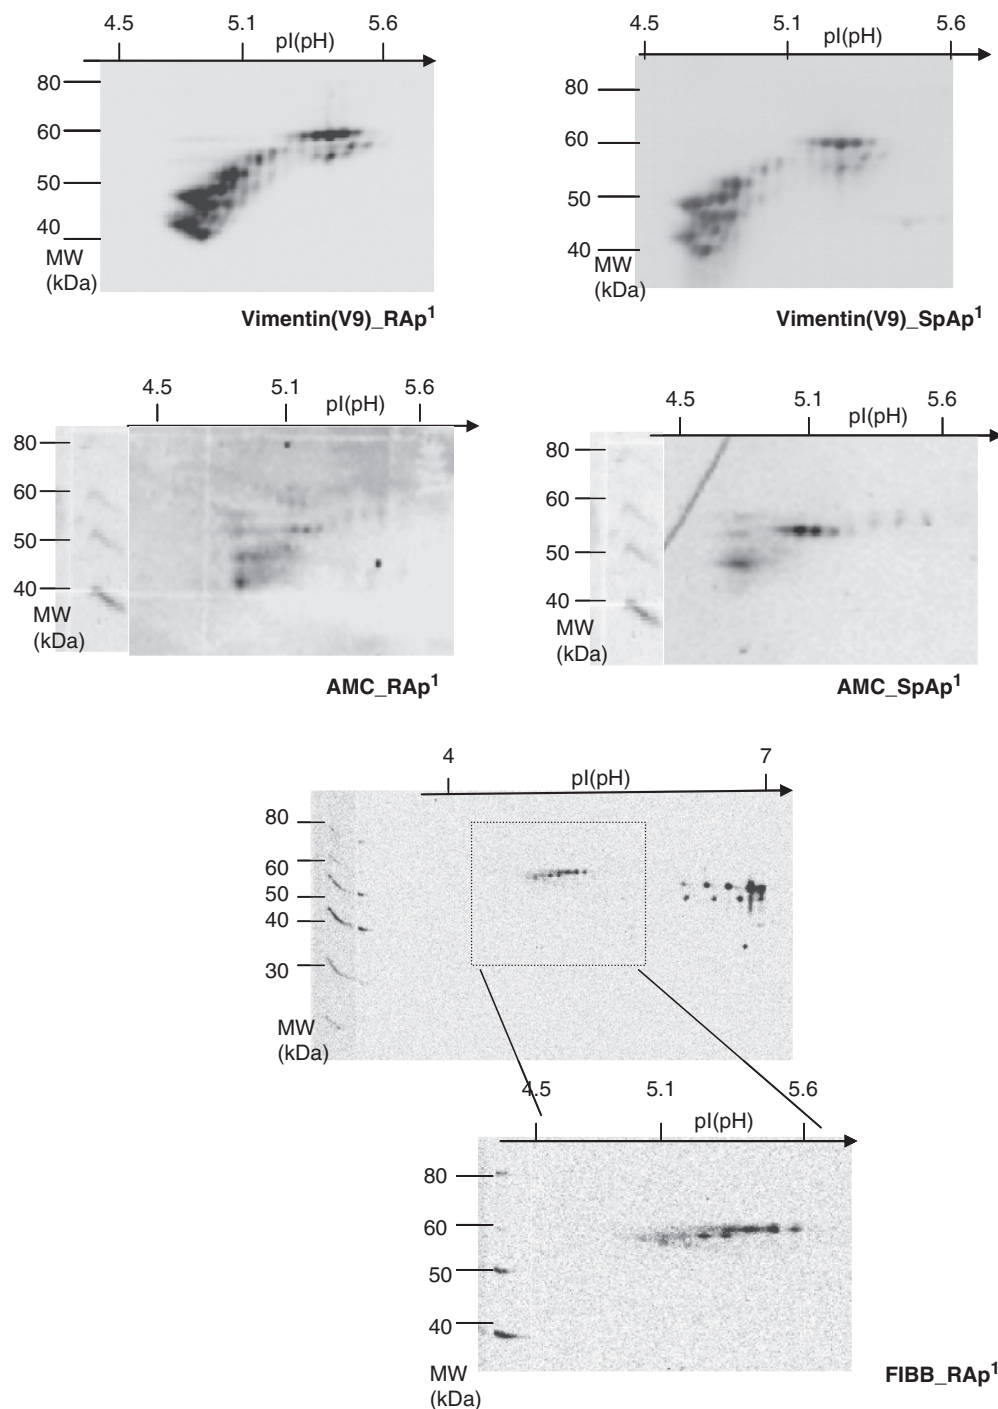 4.5 5.1 5.6
pI(pH)
80
60
50
40
MW
(kDa)
Vimentin(V9)_RAp1
4.5 5.1 5.6
pI(pH)
80
60
50
40
MW
(kDa)
Vimentin(V9)_SpAp1
4.5 5.1 5.6
pI(pH)
80
60
50
40
MW
(kDa)
AMC_RAp1
4.5 5.1 5.6
pI(pH)
80
60
50
40
MW
(kDa)
AMC_SpAp1
4 7
pI(pH)
80
60
50
40
30
MW
(kDa)
4.5 5.1 5.6
pI(pH)
80
60
50
40
MW
(kDa)
FIBB_RAp1